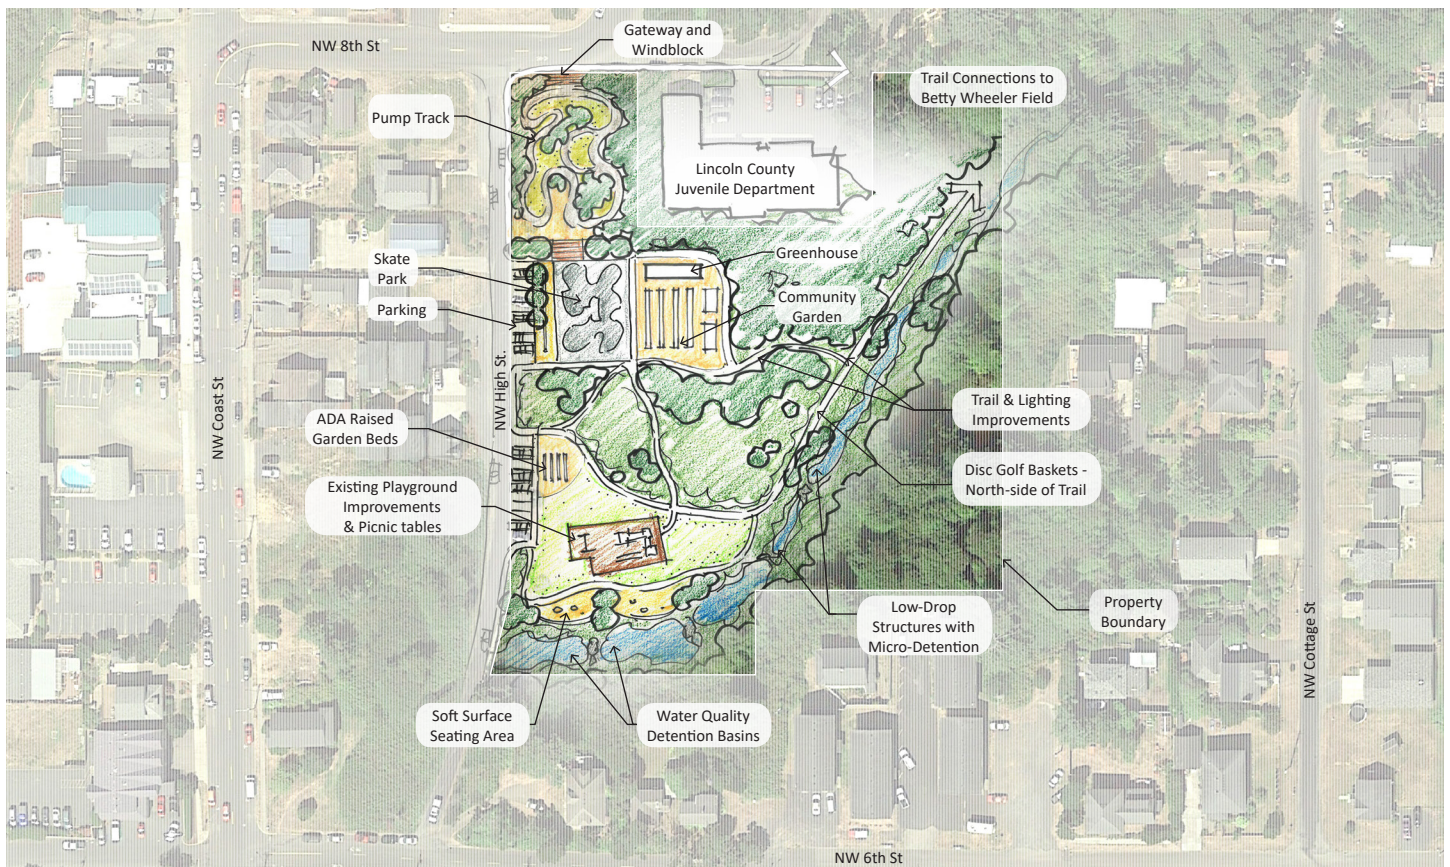 NW 8th St
Gateway and
Windblock
Trail Connections to
Betty Wheeler Field
Pump Track
Lincoln County
Juvenile Department
Skate
Park
Greenhouse
Parking
Community
Garden
NW High St.
NW Coast St
ADA Raised
Garden Beds
Trail & Lighting
Improvements
Existing Playground
Improvements
& Picnic tables
Disc Golf Baskets -
North-side of Trail
Low-Drop
Structures with
Micro-Detention
Property
Boundary
NW Cottage St
Soft Surface
Seating Area
Water Quality
Detention Basins
NW 6th St